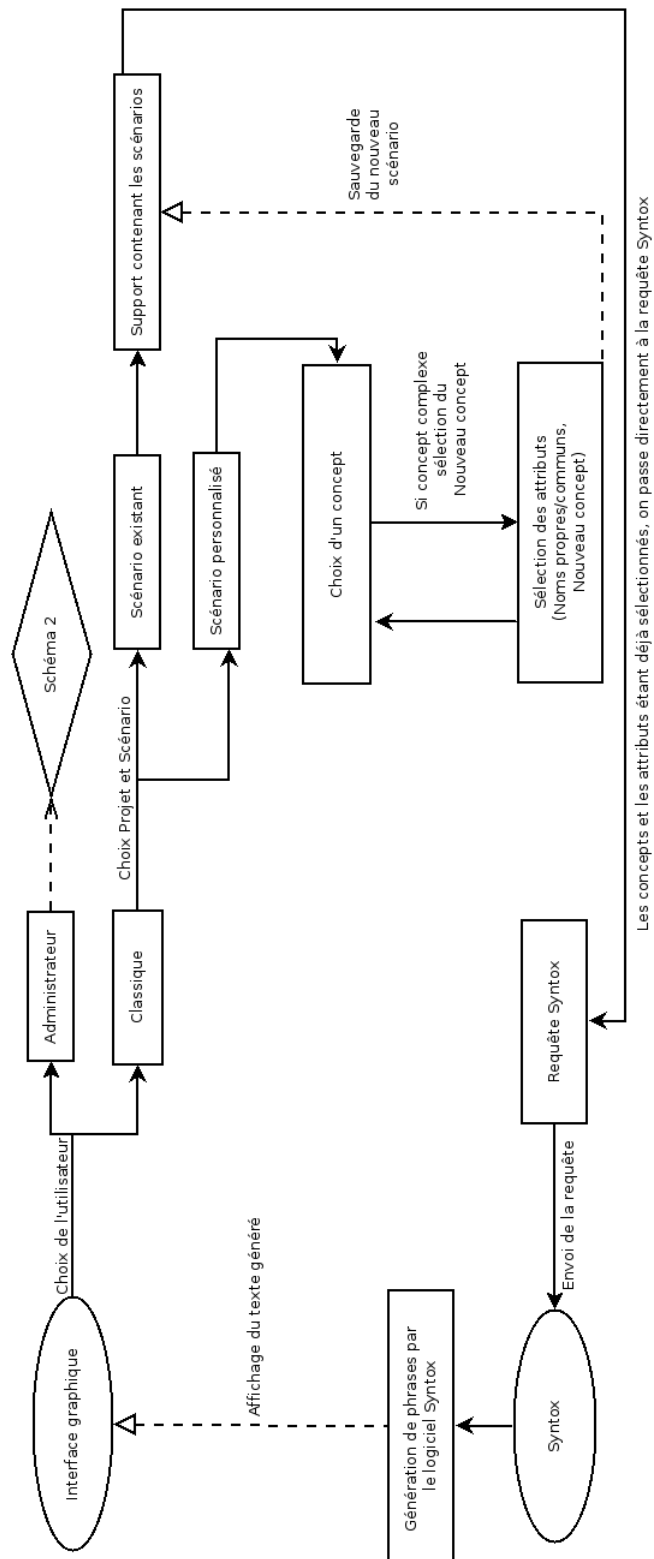 Interface graphique
Choix de l'utilisateur
Administrateur
Schéma 2
Classique
Choix Projet et Scénario
Scénario existant
Support contenant les scénarios
Scénario personnalisé
Choix d'un concept
Si concept complexe
sélection du
Nouveau concept
Sauvegarde
du nouveau
scénario
Sélection des attributs
(Noms propres/communs,
Nouveau concept)
Affichage du texte généré
Génération de phrases par
le logiciel Syntox
Syntox
Envoi de la requête
Requête Syntox
Les concepts et les attributs étant déjà sélectionnés, on passe directement à la requête Syntox